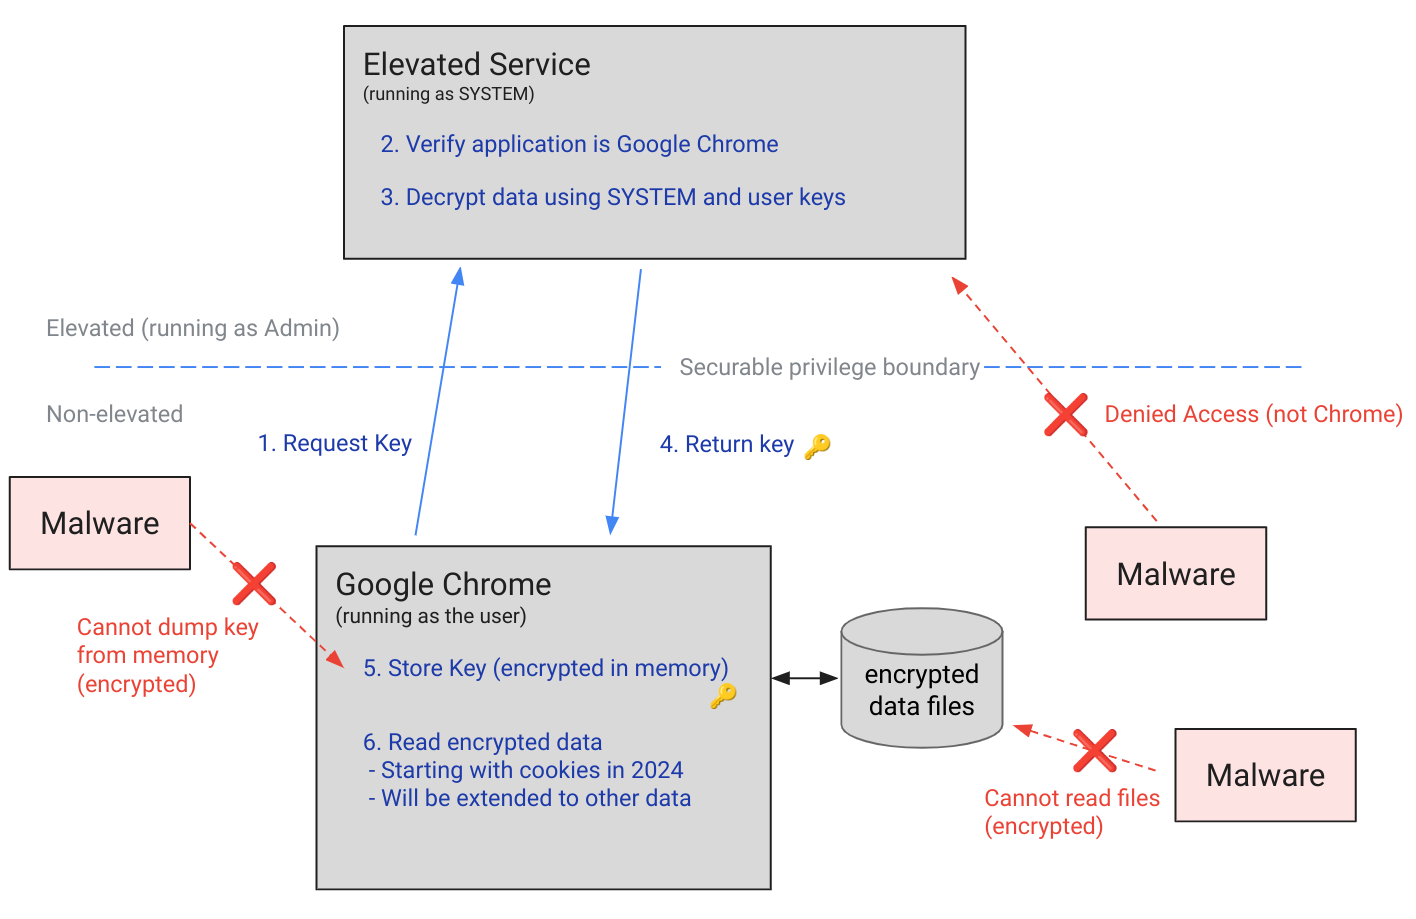 Elevated Service
(running as SYSTEM)
2. Verify application is Google Chrome
3. Decrypt data using SYSTEM and user keys
Elevated (running as Admin)
Securable privilege boundary
Non-elevated
Denied Access (not Chrome)
1. Request Key
4. Return key
Malware
Cannot dump key
from memory
(encrypted)
Malware
Google Chrome
(running as the user)
5. Store Key (encrypted in memory)
6. Read encrypted data
- Starting with cookies in 2024
- Will be extended to other data
encrypted
data files
Malware
Cannot read files
(encrypted)